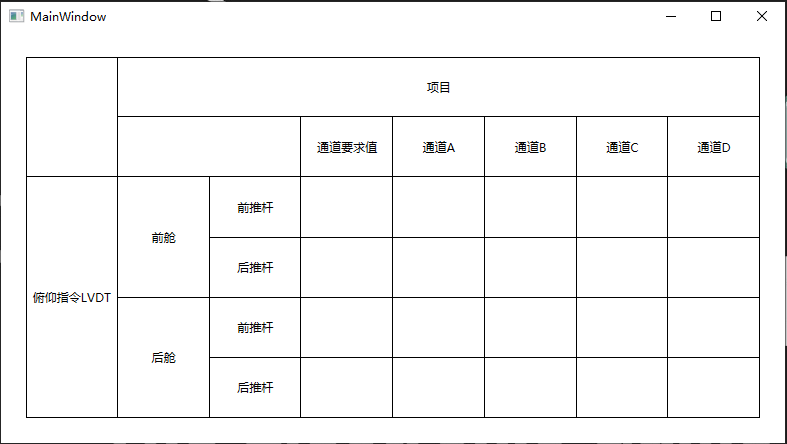 MainWindow
项目
通道要求值 通道A 通道B 通道C 通道D
前推杆
前舱
后推杆
俯仰指令LVDT
前推杆
后舱
后推杆